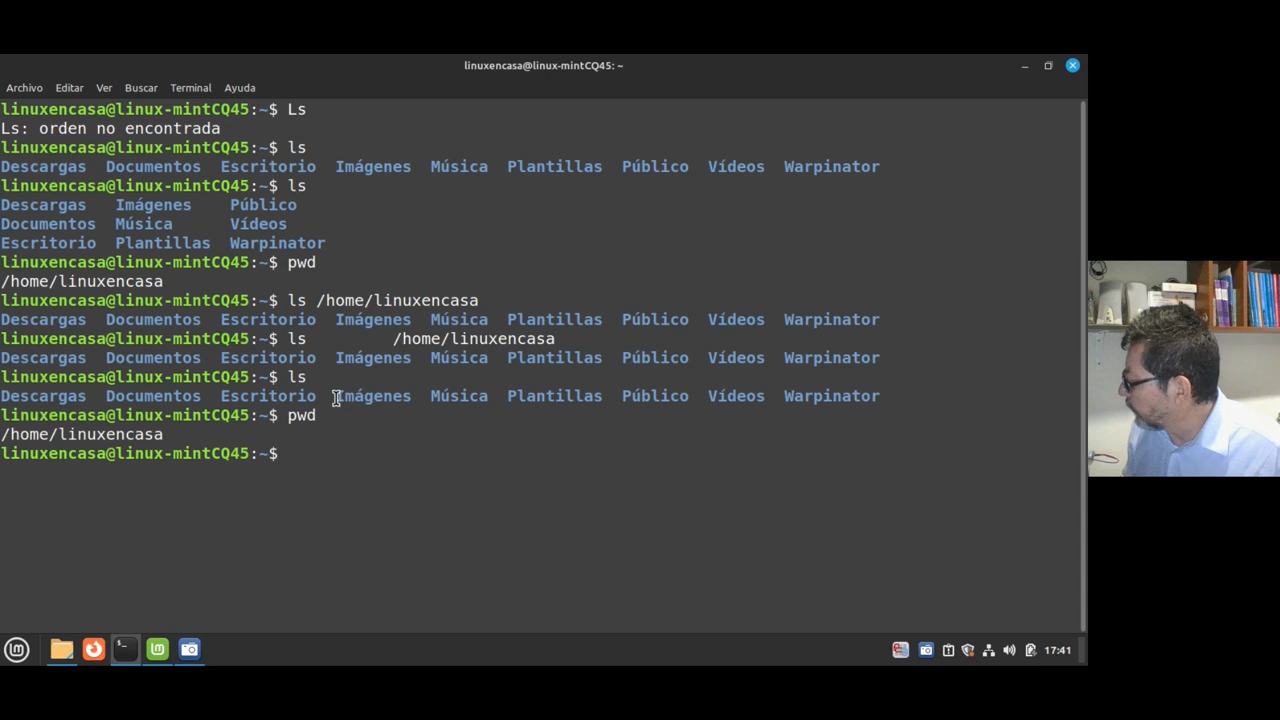 linuxencasa@linux-mintCQ45: ~
Archivo Editar Ver Buscar Terminal Ayuda
linuxencasa@linux-mintCQ45:~$ Ls
Ls: orden no encontrada
linuxencasa@linux-mintCQ45:~$ ls
Descargas Documentos Escritorio Imágenes Música Plantillas Público Vídeos Warpinator
linuxencasa@linux-mintCQ45:~$ ls
Descargas Imágenes Público
Documentos Música Vídeos
Escritorio Plantillas Warpinator
linuxencasa@linux-mintCQ45:~$ pwd
/home/linuxencasa
linuxencasa@linux-mintCQ45:~$ ls /home/linuxencasa
Descargas Documentos Escritorio Imágenes Música Plantillas Público Vídeos Warpinator
linuxencasa@linux-mintCQ45:~$ ls         /home/linuxencasa
Descargas Documentos Escritorio Imágenes Música Plantillas Público Vídeos Warpinator
linuxencasa@linux-mintCQ45:~$ ls
Descargas Documentos Escritorio Imágenes Música Plantillas Público Vídeos Warpinator
linuxencasa@linux-mintCQ45:~$ pwd
/home/linuxencasa
linuxencasa@linux-mintCQ45:~$
17:41